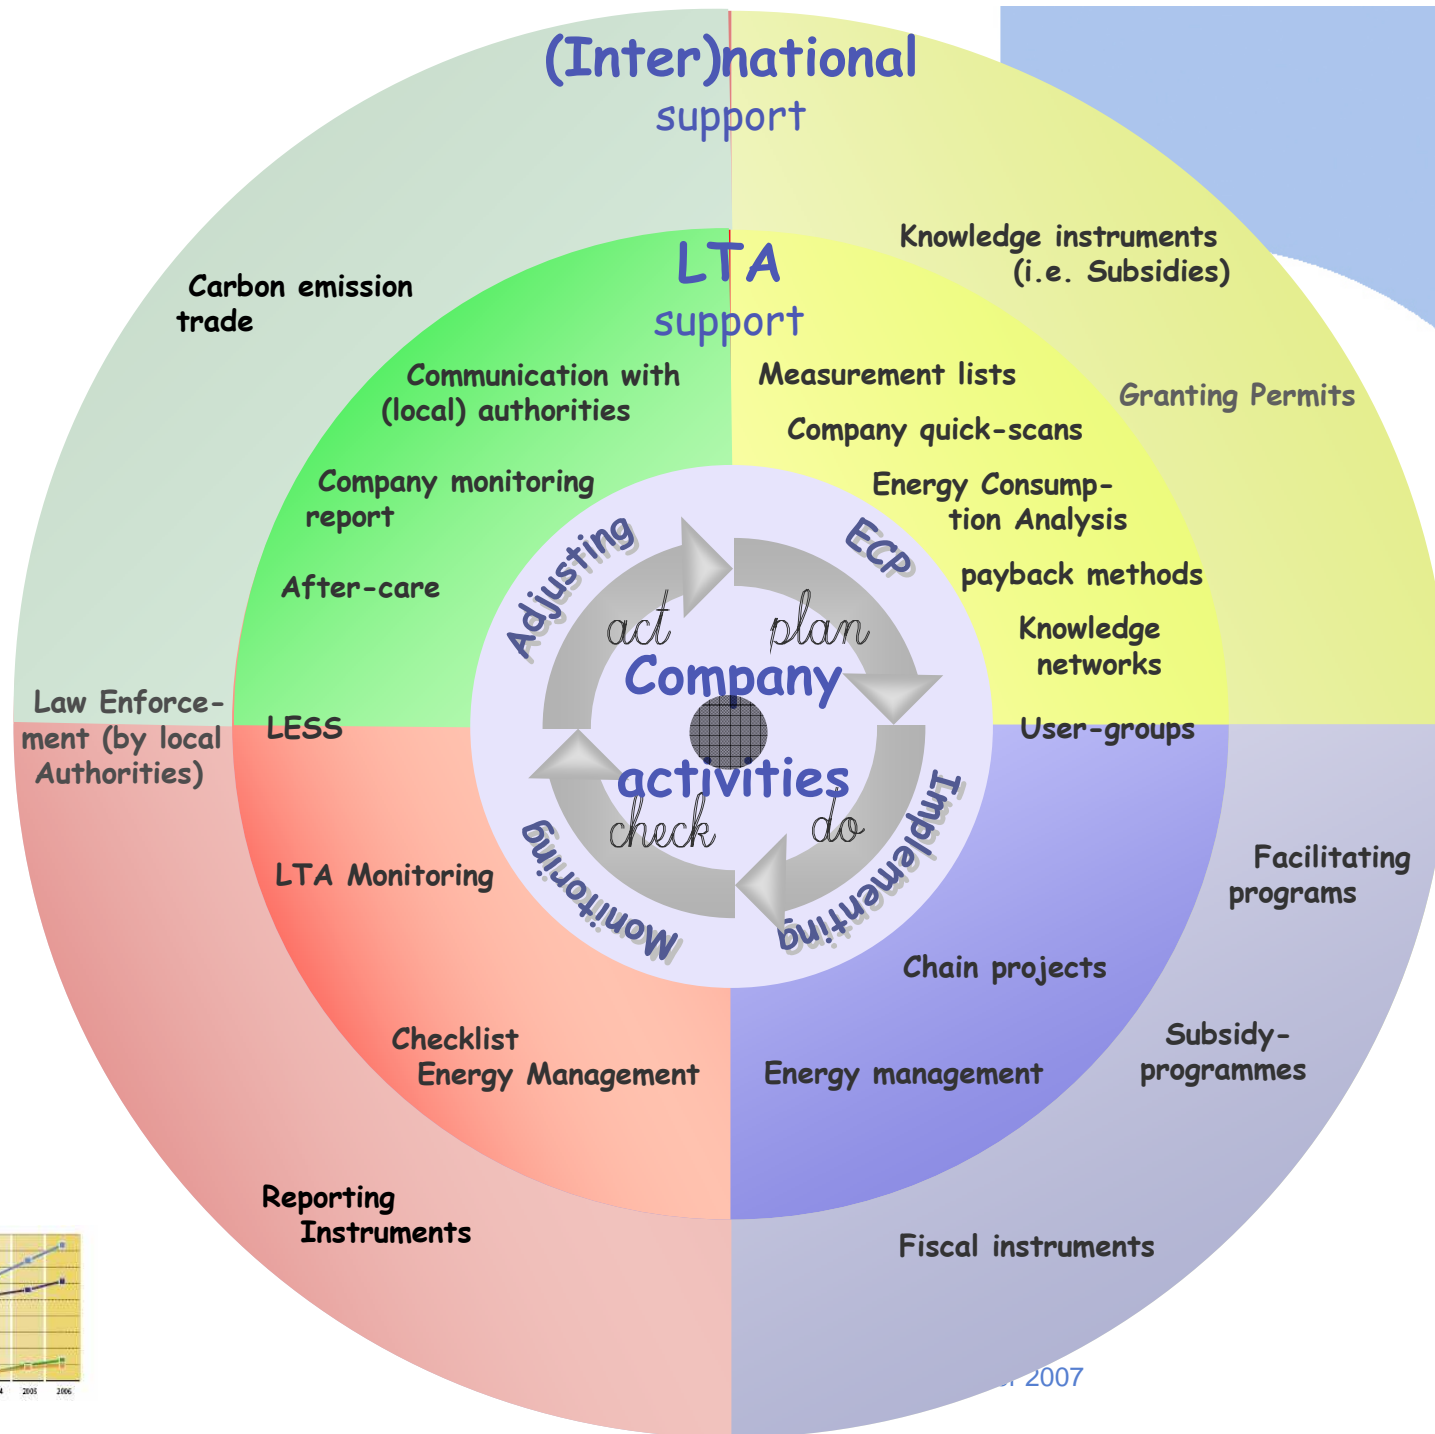 (Inter)national
support
Knowledge instruments
(i.e. Subsidies)
Carbon emission
trade
Granting Permits
LTA
support
Communication with
(local) authorities
Measurement lists
Company quick-scans
Company monitoring
report
Energy Consump-
tion Analysis
After-care
payback methods
Knowledge
networks
Adjusting
ECP
act
plan
Company
activities
check
do
Monitoring
Implementing
Law Enforce-
ment (by local
Authorities)
LESS
User-groups
LTA Monitoring
Facilitating
programs
Chain projects
Checklist
Energy Management
Energy management
Subsidy-
programmes
Reporting
Instruments
Fiscal instruments
2007
2005
2006